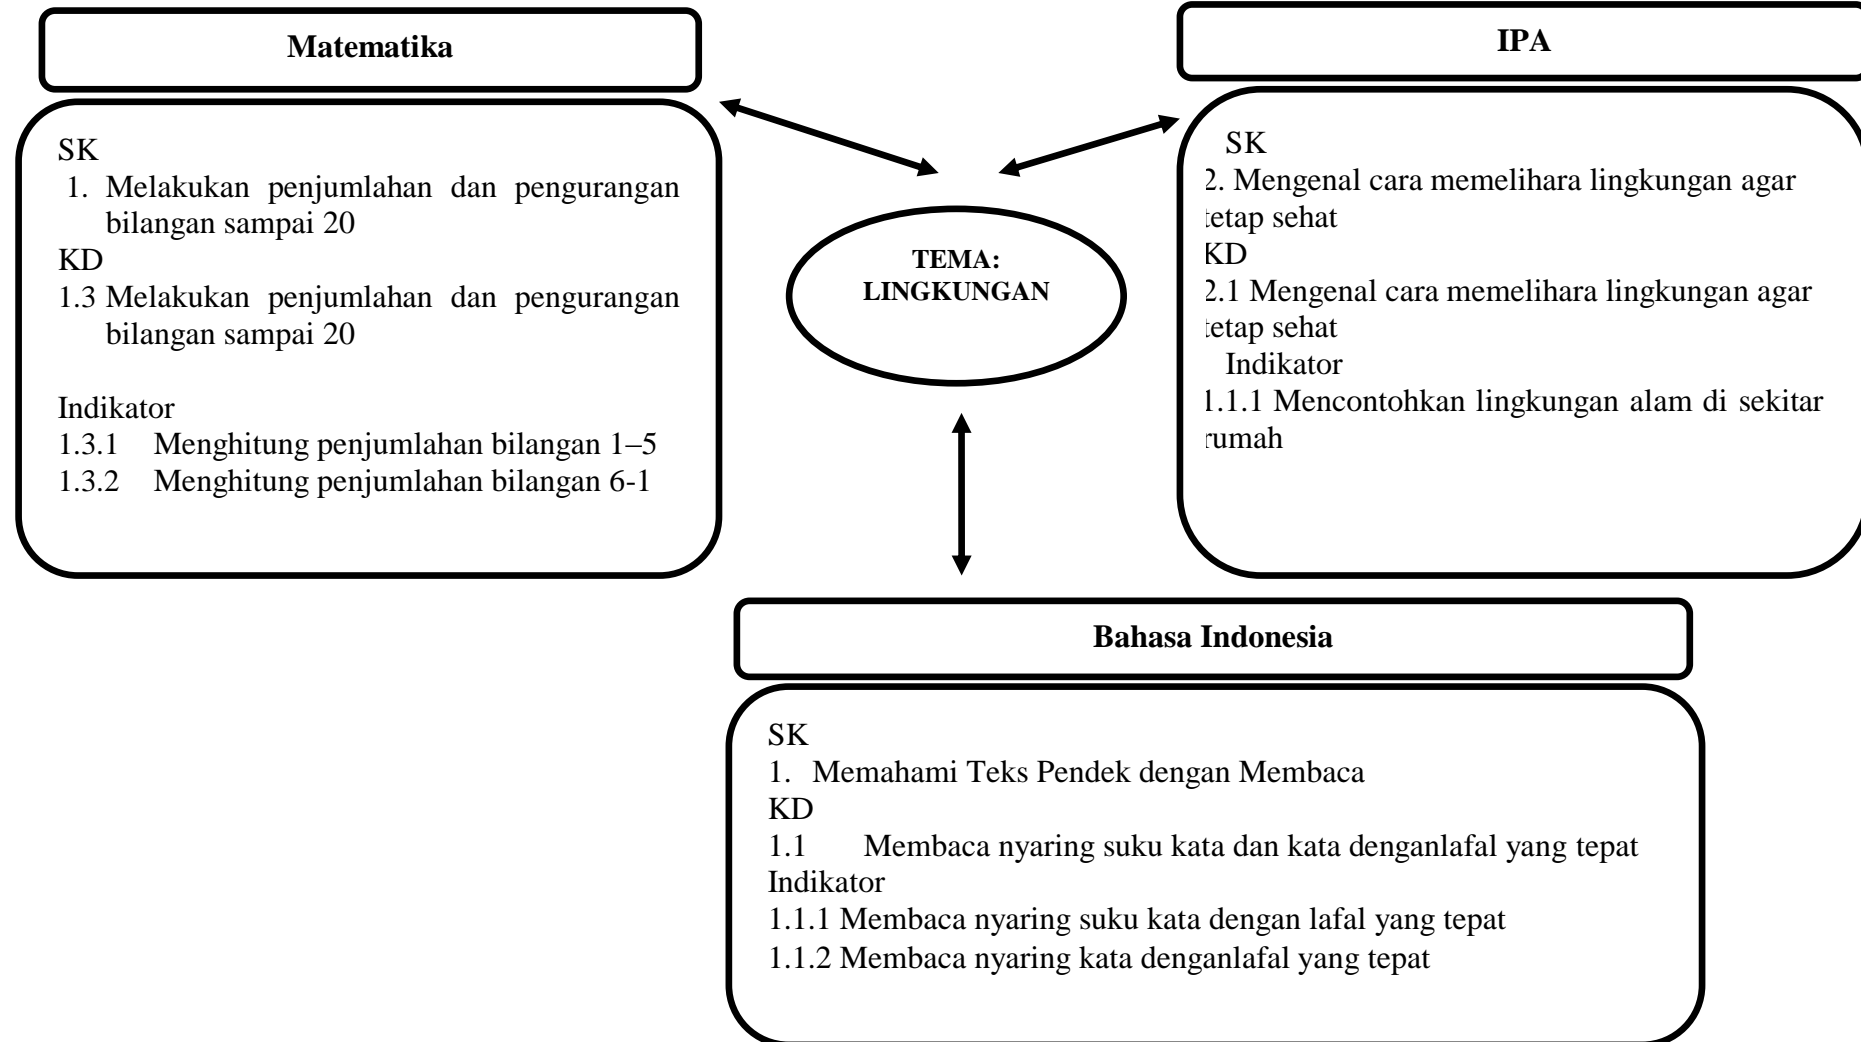 Matematika
SK
1. Melakukan penjumlahan dan pengurangan
bilangan sampai 20
KD
1.3 Melakukan penjumlahan dan pengurangan
bilangan sampai 20
Indikator
1.3.1 Menghitung penjumlahan bilangan 1–5
1.3.2 Menghitung penjumlahan bilangan 6-1
TEMA:
LINGKUNGAN
IPA
SK
2. Mengenal cara memelihara lingkungan agar
tetap sehat
KD
2.1 Mengenal cara memelihara lingkungan agar
tetap sehat
Indikator
1.1.1 Mencontohkan lingkungan alam di sekitar
rumah
Bahasa Indonesia
SK
1. Memahami Teks Pendek dengan Membaca
KD
1.1 Membaca nyaring suku kata dan kata denganlafal yang tepat
Indikator
1.1.1 Membaca nyaring suku kata dengan lafal yang tepat
1.1.2 Membaca nyaring kata denganlafal yang tepat